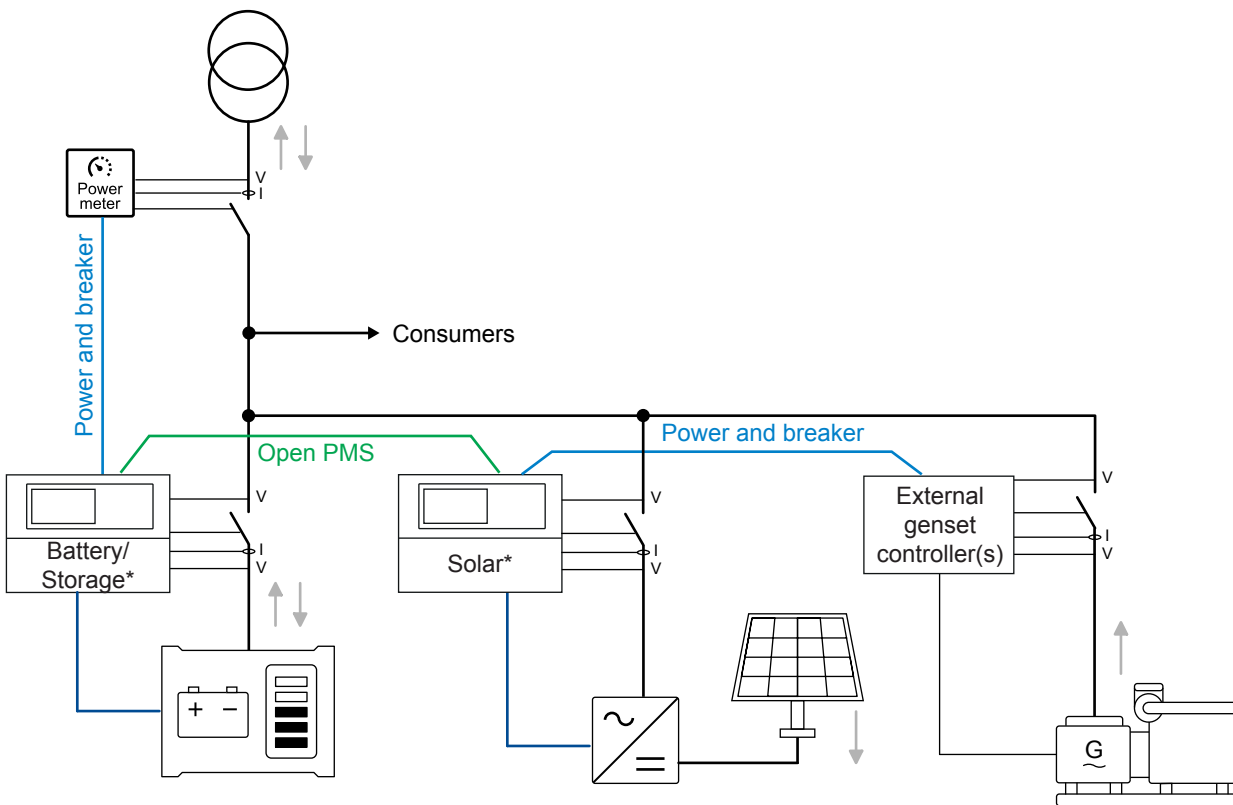 V
I
Power
meter
Power and breaker
Consumers
Power and breaker
Open PMS
V
V
V
External
genset
controller(s)
Battery/
Storage*
I
V
Solar*
I
V
I
V
+ −
G